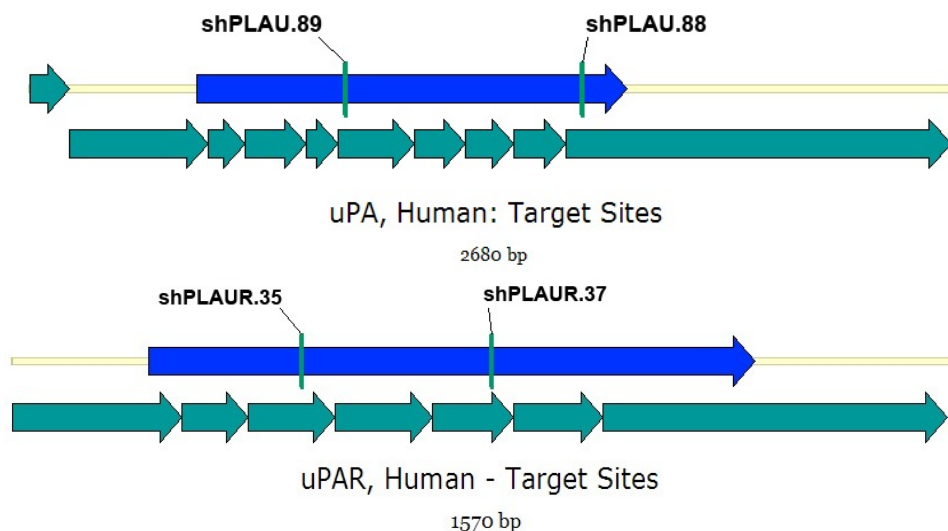 shPLAU.89
shPLAU.88
uPA, Human: Target Sites
2680 bp
shPLAUR.35
shPLAUR.37
uPAR, Human - Target Sites
1570 bp